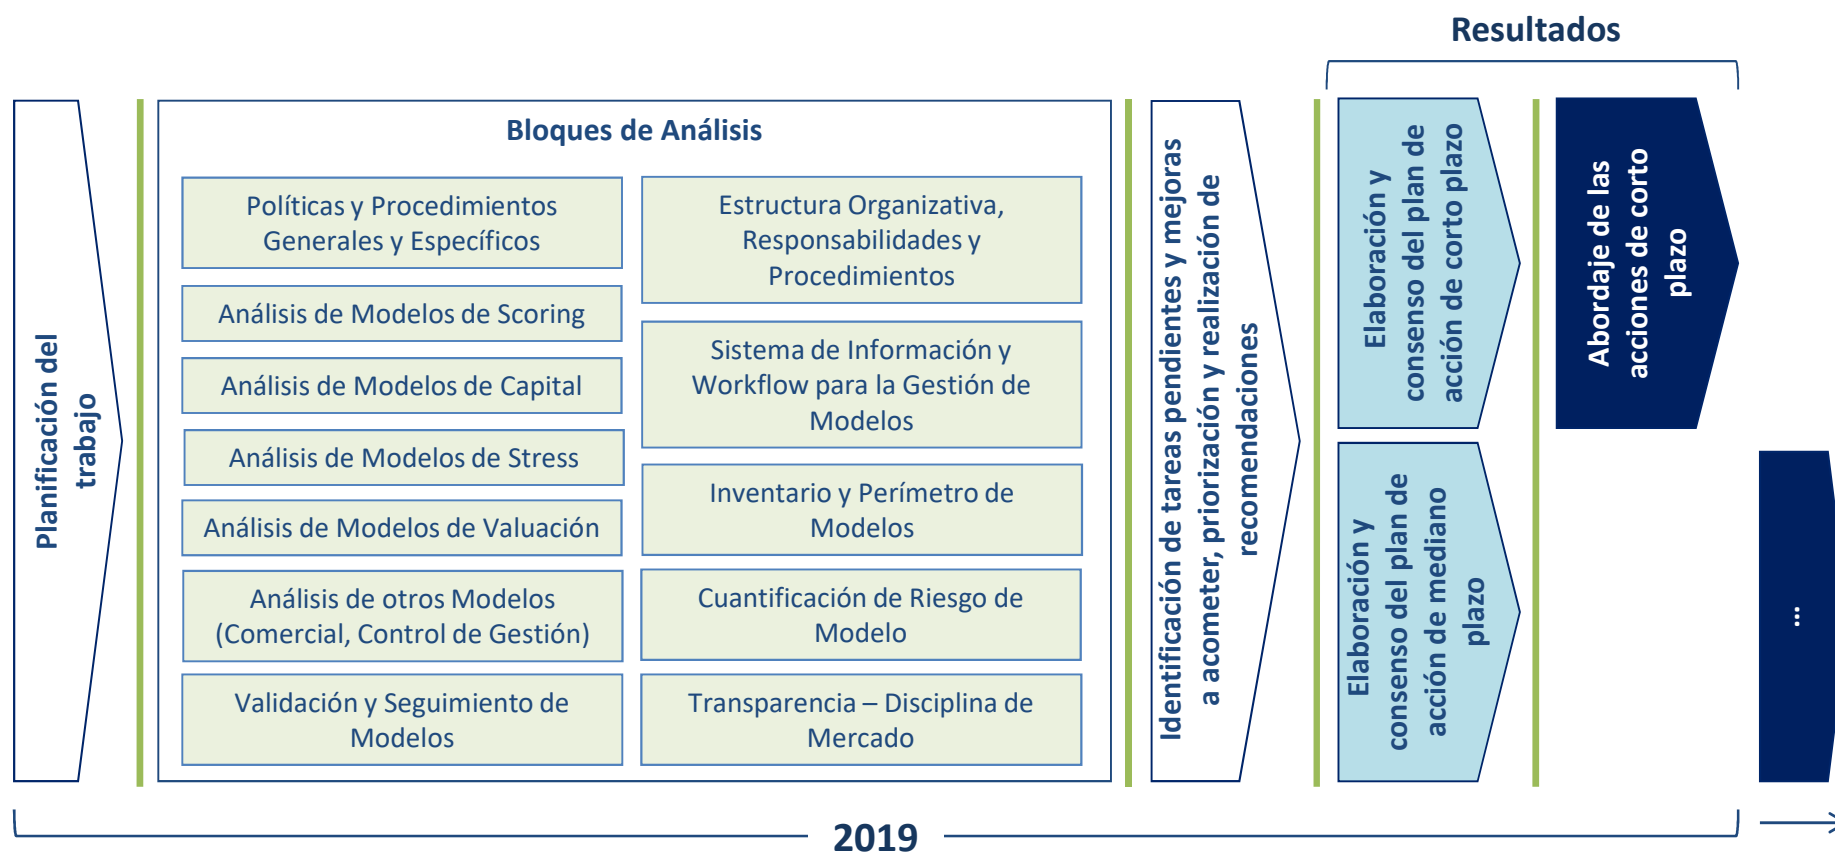 Resultados
Planificación del
trabajo
Bloques de Análisis
Políticas y Procedimientos
Generales y Específicos
Análisis de Modelos de Scoring
Análisis de Modelos de Capital
Análisis de Modelos de Stress
Análisis de Modelos de Valuación
Análisis de otros Modelos
(Comercial, Control de Gestión)
Validación y Seguimiento de
Modelos
Estructura Organizativa,
Responsabilidades y
Procedimientos
Sistema de Información y
Workflow para la Gestión de
Modelos
Inventario y Perímetro de
Modelos
Cuantificación de Riesgo de
Modelo
Transparencia – Disciplina de
Mercado
Identificación de tareas pendientes y mejoras
a acometer, priorización y realización de
recomendaciones
Elaboración y
consenso del plan de
acción de corto plazo
Elaboración y
consenso del plan de
acción de mediano
plazo
Abordaje de las
acciones de corto
plazo
...
2019